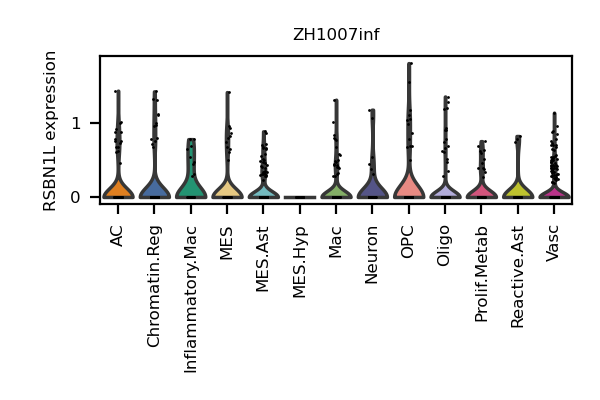 ZH1007inf
RSBN1L expression
1
0
AC
Chromatin.Reg
Inflammatory.Mac
MES
MES.Ast
MES.Hyp
Mac
Neuron
OPC
Oligo
Prolif.Metab
Reactive.Ast
Vasc